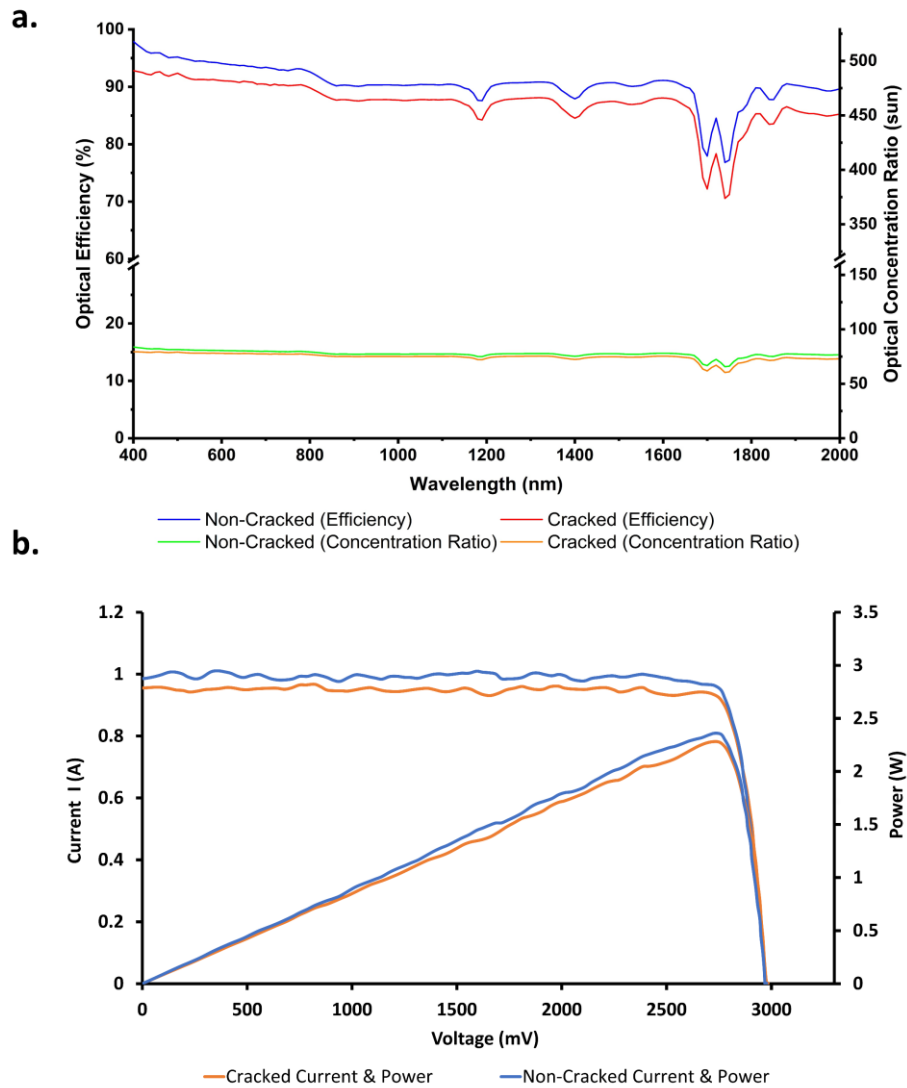 a.
Optical Efficiency (%)
100
90
80
70
60
20
10
0
Optical Concentration Ratio (sun)
500
450
400
350
150
100
50
0
400 600 800 1000 1200 1400 1600 1800 2000
Wavelength (nm)
Non-Cracked (Efficiency) Cracked (Efficiency)
Non-Cracked (Concentration Ratio) Cracked (Concentration Ratio)
b.
Current I (A)
1.2
1
0.8
0.6
0.4
0.2
0
Power (W)
3.5
3
2.5
2
1.5
1
0.5
0
0 500 1000 1500 2000 2500 3000
Voltage (mV)
Cracked Current & Power Non-Cracked Current & Power